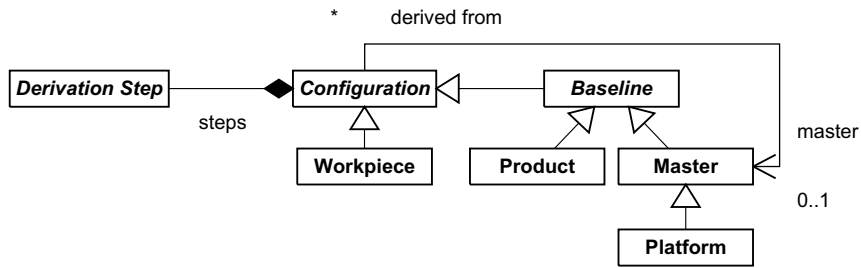 * derived from
Derivation Step
Configuration
Baseline
steps
master
Workpiece
Product
Master
0..1
Platform